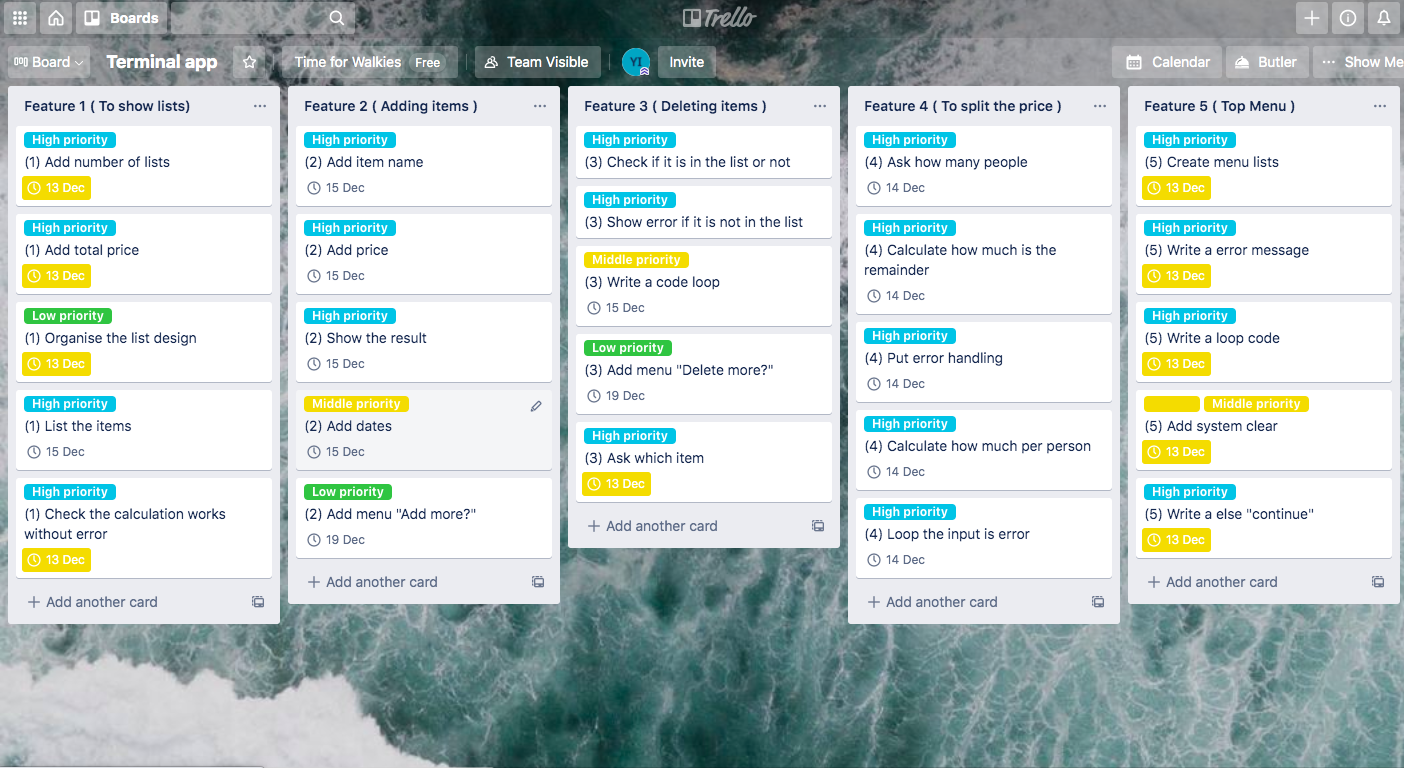 Boards
Trello
Board
Terminal app
Time for Walkies Free
Team Visible
YI
Invite
Calendar
Butler
Show Me
Feature 1 ( To show lists)
High priority
(1) Add number of lists
13 Dec
High priority
(1) Add total price
13 Dec
Low priority
(1) Organise the list design
13 Dec
High priority
(1) List the items
15 Dec
High priority
(1) Check the calculation works
without error
13 Dec
Add another card
Feature 2 ( Adding items )
High priority
(2) Add item name
15 Dec
High priority
(2) Add price
15 Dec
High priority
(2) Show the result
15 Dec
Middle priority
(2) Add dates
15 Dec
Low priority
(2) Add menu "Add more?"
19 Dec
Add another card
Feature 3 ( Deleting items )
High priority
(3) Check if it is in the list or not
High priority
(3) Show error if it is not in the list
Middle priority
(3) Write a code loop
15 Dec
Low priority
(3) Add menu "Delete more?"
19 Dec
High priority
(3) Ask which item
13 Dec
Add another card
Feature 4 ( To split the price )
High priority
(4) Ask how many people
14 Dec
High priority
(4) Calculate how much is the
remainder
14 Dec
High priority
(4) Put error handling
14 Dec
High priority
(4) Calculate how much per person
14 Dec
High priority
(4) Loop the input is error
14 Dec
Add another card
Feature 5 ( Top Menu )
High priority
(5) Create menu lists
13 Dec
High priority
(5) Write a error message
13 Dec
High priority
(5) Write a loop code
13 Dec
Middle priority
(5) Add system clear
13 Dec
High priority
(5) Write a else "continue"
13 Dec
Add another card